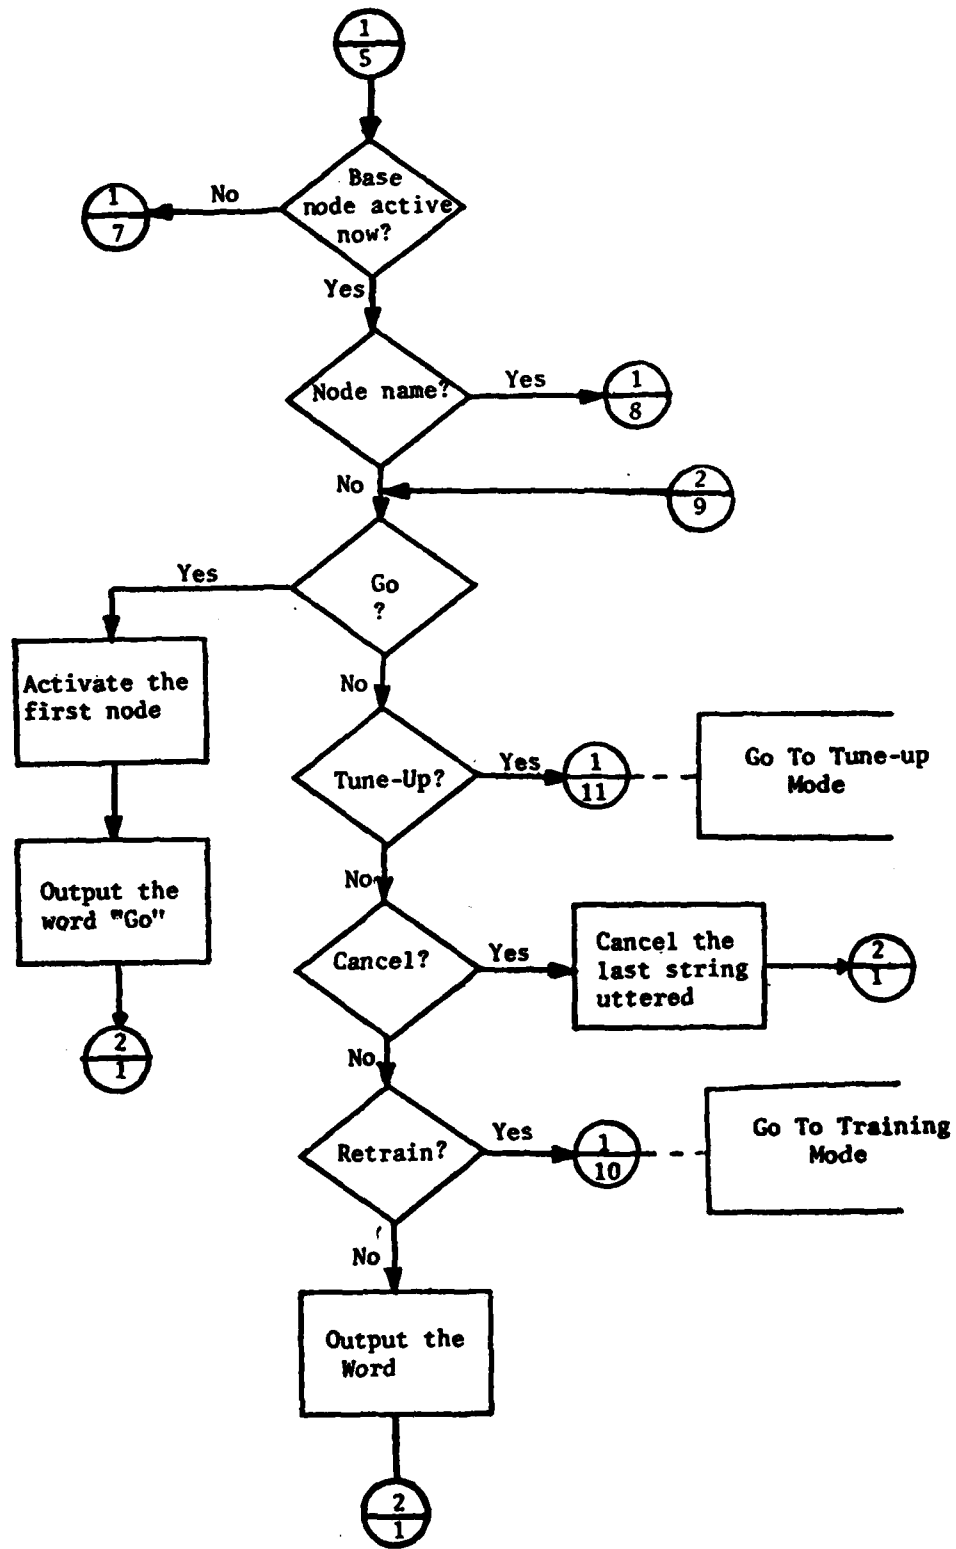 1
5
Base
node active
now?
No
1
7
Yes
Node name?
Yes
1
8
No
2
9
Go
?
Yes
Activate the
first node
No
Tune-Up?
Yes
1
11
Go To Tune-up
Mode
Output the
word "Go"
No
Cancel?
Yes
Cancel the
last string
uttered
2
1
2
1
No
Retrain?
Yes
1
10
Go To Training
Mode
No
Output the
Word
2
1